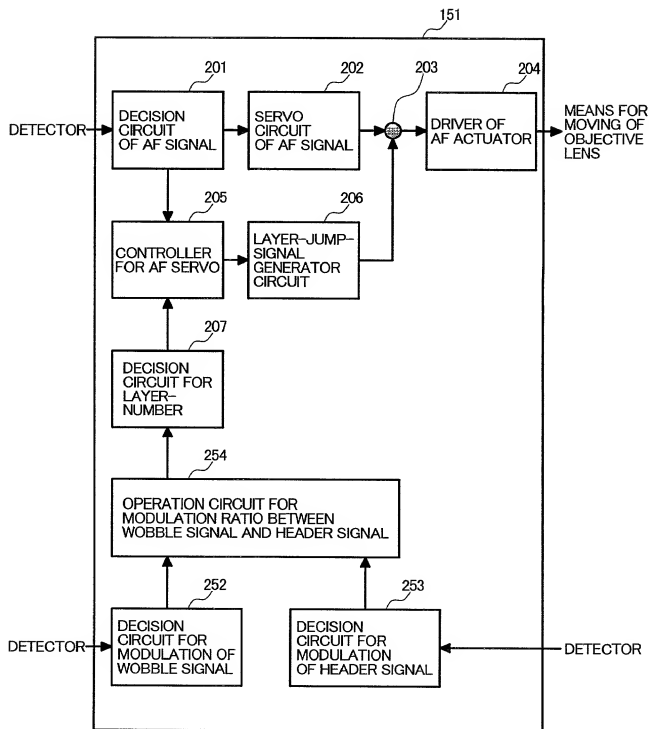 151
201
202
203
204
DETECTOR
DECISION
CIRCUIT
OF AF SIGNAL
SERVO
CIRCUIT
OF AF SIGNAL
DRIVER OF
AF ACTUATOR
MEANS FOR
MOVING OF
OBJECTIVE
LENS
205
206
CONTROLLER
FOR AF SERVO
LAYER-JUMP-
SIGNAL
GENERATOR
CIRCUIT
207
DECISION
CIRCUIT FOR
LAYER-
NUMBER
254
OPERATION CIRCUIT FOR
MODULATION RATIO BETWEEN
WOBBLE SIGNAL AND HEADER SIGNAL
252
253
DETECTOR
DECISION
CIRCUIT FOR
MODULATION OF
WOBBLE SIGNAL
DECISION
CIRCUIT FOR
MODULATION
OF HEADER SIGNAL
DETECTOR